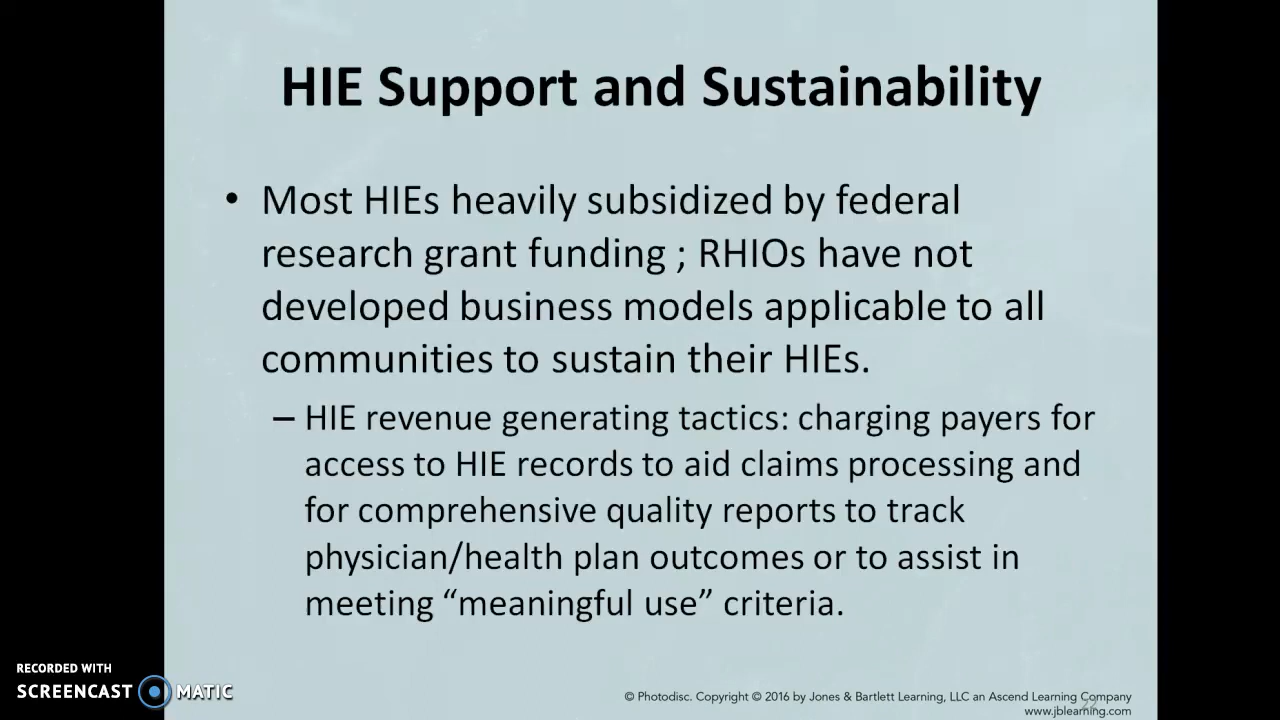 HIE Support and Sustainability
• Most HIEs heavily subsidized by federal
research grant funding ; RHIOs have not
developed business models applicable to all
communities to sustain their HIEs.
– HIE revenue generating tactics: charging payers for
access to HIE records to aid claims processing and
for comprehensive quality reports to track
physician/health plan outcomes or to assist in
meeting “meaningful use” criteria.
RECORDED WITH
SCREENCAST MATIC
© Photodisc. Copyright © 2016 by Jones & Bartlett Learning, LLC an Ascend Learning Company
www.jblearning.com